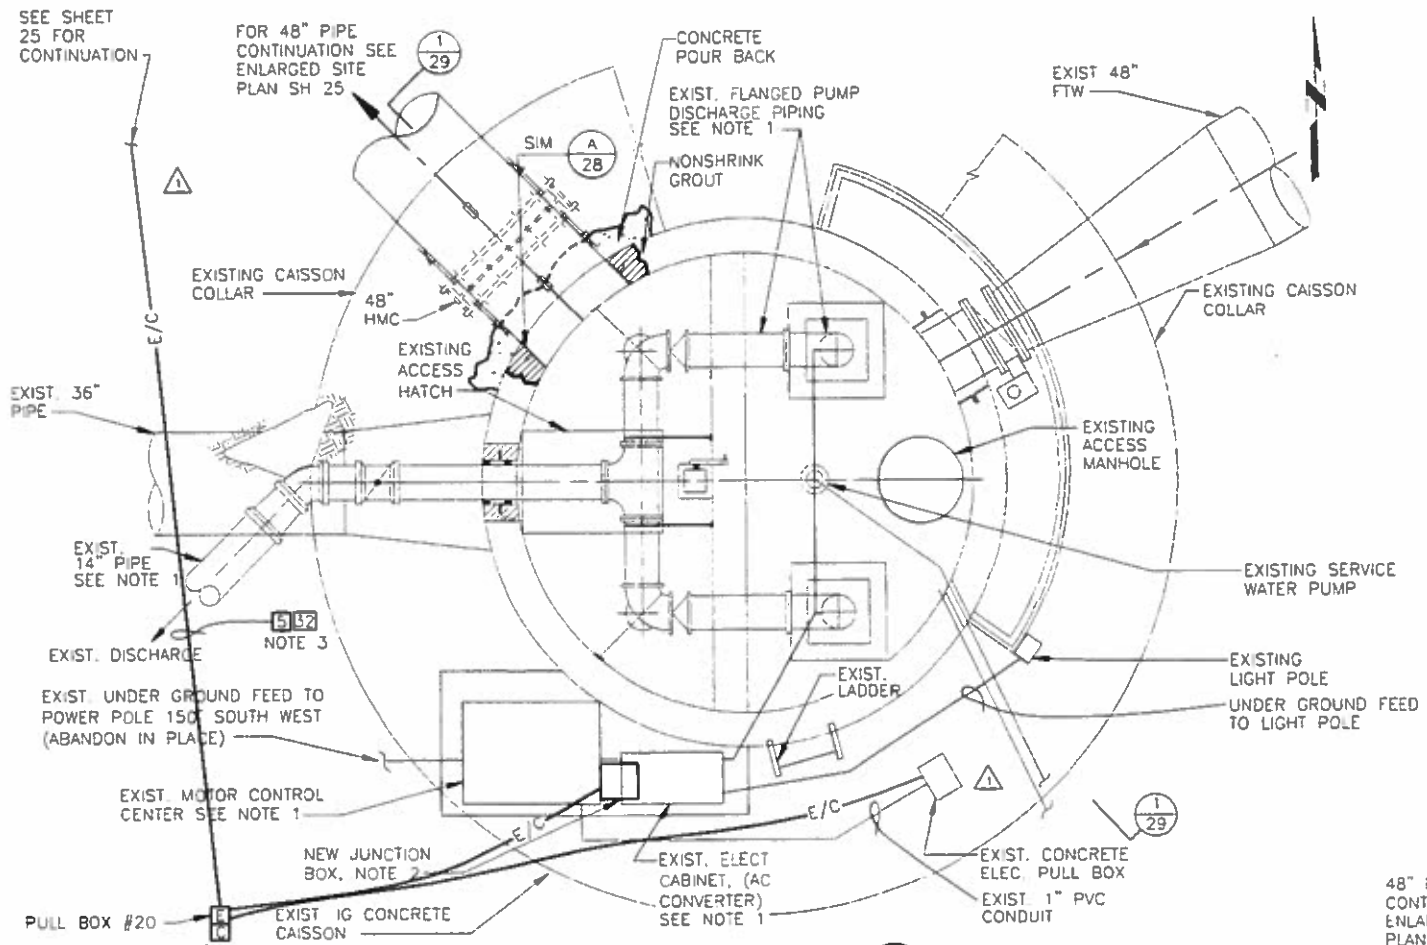 SEE SHEET
25 FOR
CONTINUATION
FOR 48" PIPE
CONTINUATION SEE
ENLARGED SITE
PLAN SH 25
1
29
CONCRETE
POUR BACK
EXIST. FLANGED PUMP
DISCHARGE PIPING
SEE NOTE 1
EXIST 48"
FTW
SIM
A
28
NONSHRINK
GROUT
1
EXISTING CAISSON
COLLAR
48"
HMC
E/C
EXISTING
ACCESS
HATCH
EXISTING CAISSON
COLLAR
EXIST. 36"
PIPE
EXISTING
ACCESS
MANHOLE
EXIST.
14" PIPE
SEE NOTE 1
EXISTING SERVICE
WATER PUMP
5 32
NOTE 3
EXIST. DISCHARGE
EXISTING
LIGHT POLE
EXIST.
LADDER
UNDER GROUND FEED
TO LIGHT POLE
EXIST. UNDER GROUND FEED TO
POWER POLE 150' SOUTH WEST
(ABANDON IN PLACE)
EXIST. MOTOR CONTROL
CENTER SEE NOTE 1
1
E/C
E/C
1
29
NEW JUNCTION
BOX, NOTE 2
EXIST. ELECT
CABINET, (AC
CONVERTER)
SEE NOTE 1
EXIST. CONCRETE
ELEC. PULL BOX
EXIST. 1" PVC
CONDUIT
PULL BOX #20
E
C
EXIST IG CONCRETE
CAISSON
48"
CONT
ENLA
PLAN